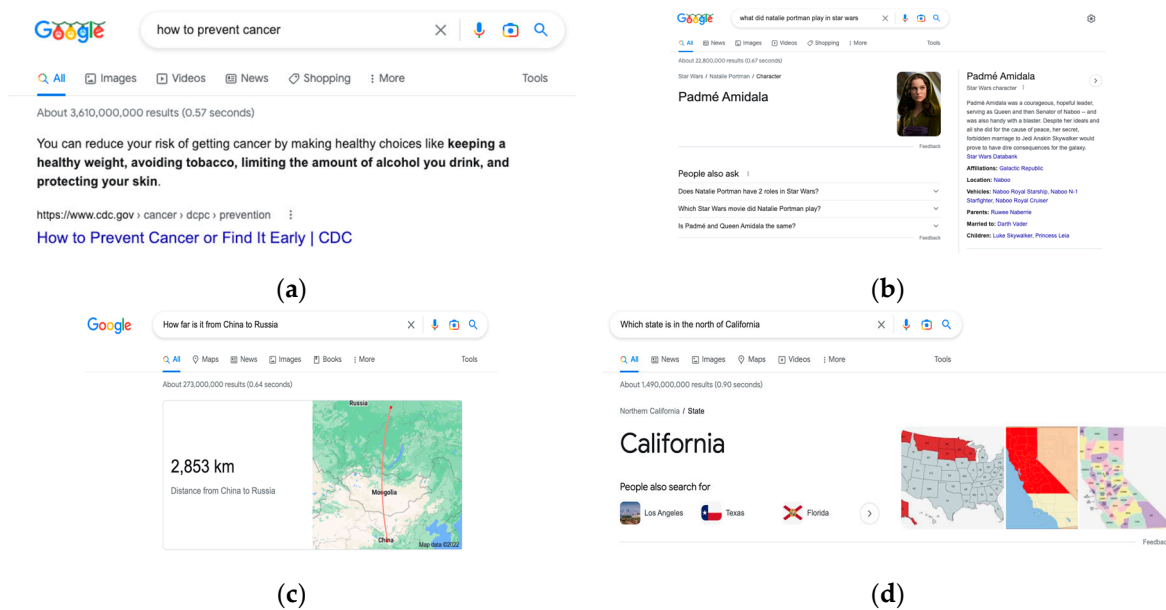 Google
how to prevent cancer
All Images Videos News Shopping More Tools
About 3,610,000,000 results (0.57 seconds)
You can reduce your risk of getting cancer by making healthy choices like keeping a
healthy weight, avoiding tobacco, limiting the amount of alcohol you drink, and
protecting your skin.
https://www.cdc.gov › cancer › dcpc › prevention
How to Prevent Cancer or Find It Early | CDC
(a)
Google
what did natalie portman play in star wars
All News Images Videos Shopping More Tools
About 22,800,000 results (0.67 seconds)
Star Wars / Natalie Portman / Character
Padmé Amidala
Feedback
People also ask
Does Natalie Portman have 2 roles in Star Wars?
Which Star Wars movie did Natalie Portman play?
Is Padmé and Queen Amidala the same?
Feedback
Padmé Amidala
Star Wars character
Padmé Amidala was a courageous, hopeful leader,
serving as Queen and then Senator of Naboo -- and
was also handy with a blaster. Despite her ideals and
all she did for the cause of peace, her secret,
forbidden marriage to Jedi Anakin Skywalker would
prove to have dire consequences for the galaxy.
Star Wars Databank
Affiliations: Galactic Republic
Location: Naboo
Vehicles: Naboo Royal Starship, Naboo N-1
Starfighter, Naboo Royal Cruiser
Parents: Ruwee Naberrie
Married to: Darth Vader
Children: Luke Skywalker, Princess Leia
(b)
Google
How far is it from China to Russia
All Maps News Images Books More Tools
About 273,000,000 results (0.64 seconds)
2,853 km
Distance from China to Russia
Russia
Mongolia
China
Map data ©2022
(c)
Which state is in the north of California
All News Images Maps Videos More Tools
About 1,490,000,000 results (0.90 seconds)
Northern California / State
California
People also search for
Los Angeles Texas Florida
Feedbac
(d)